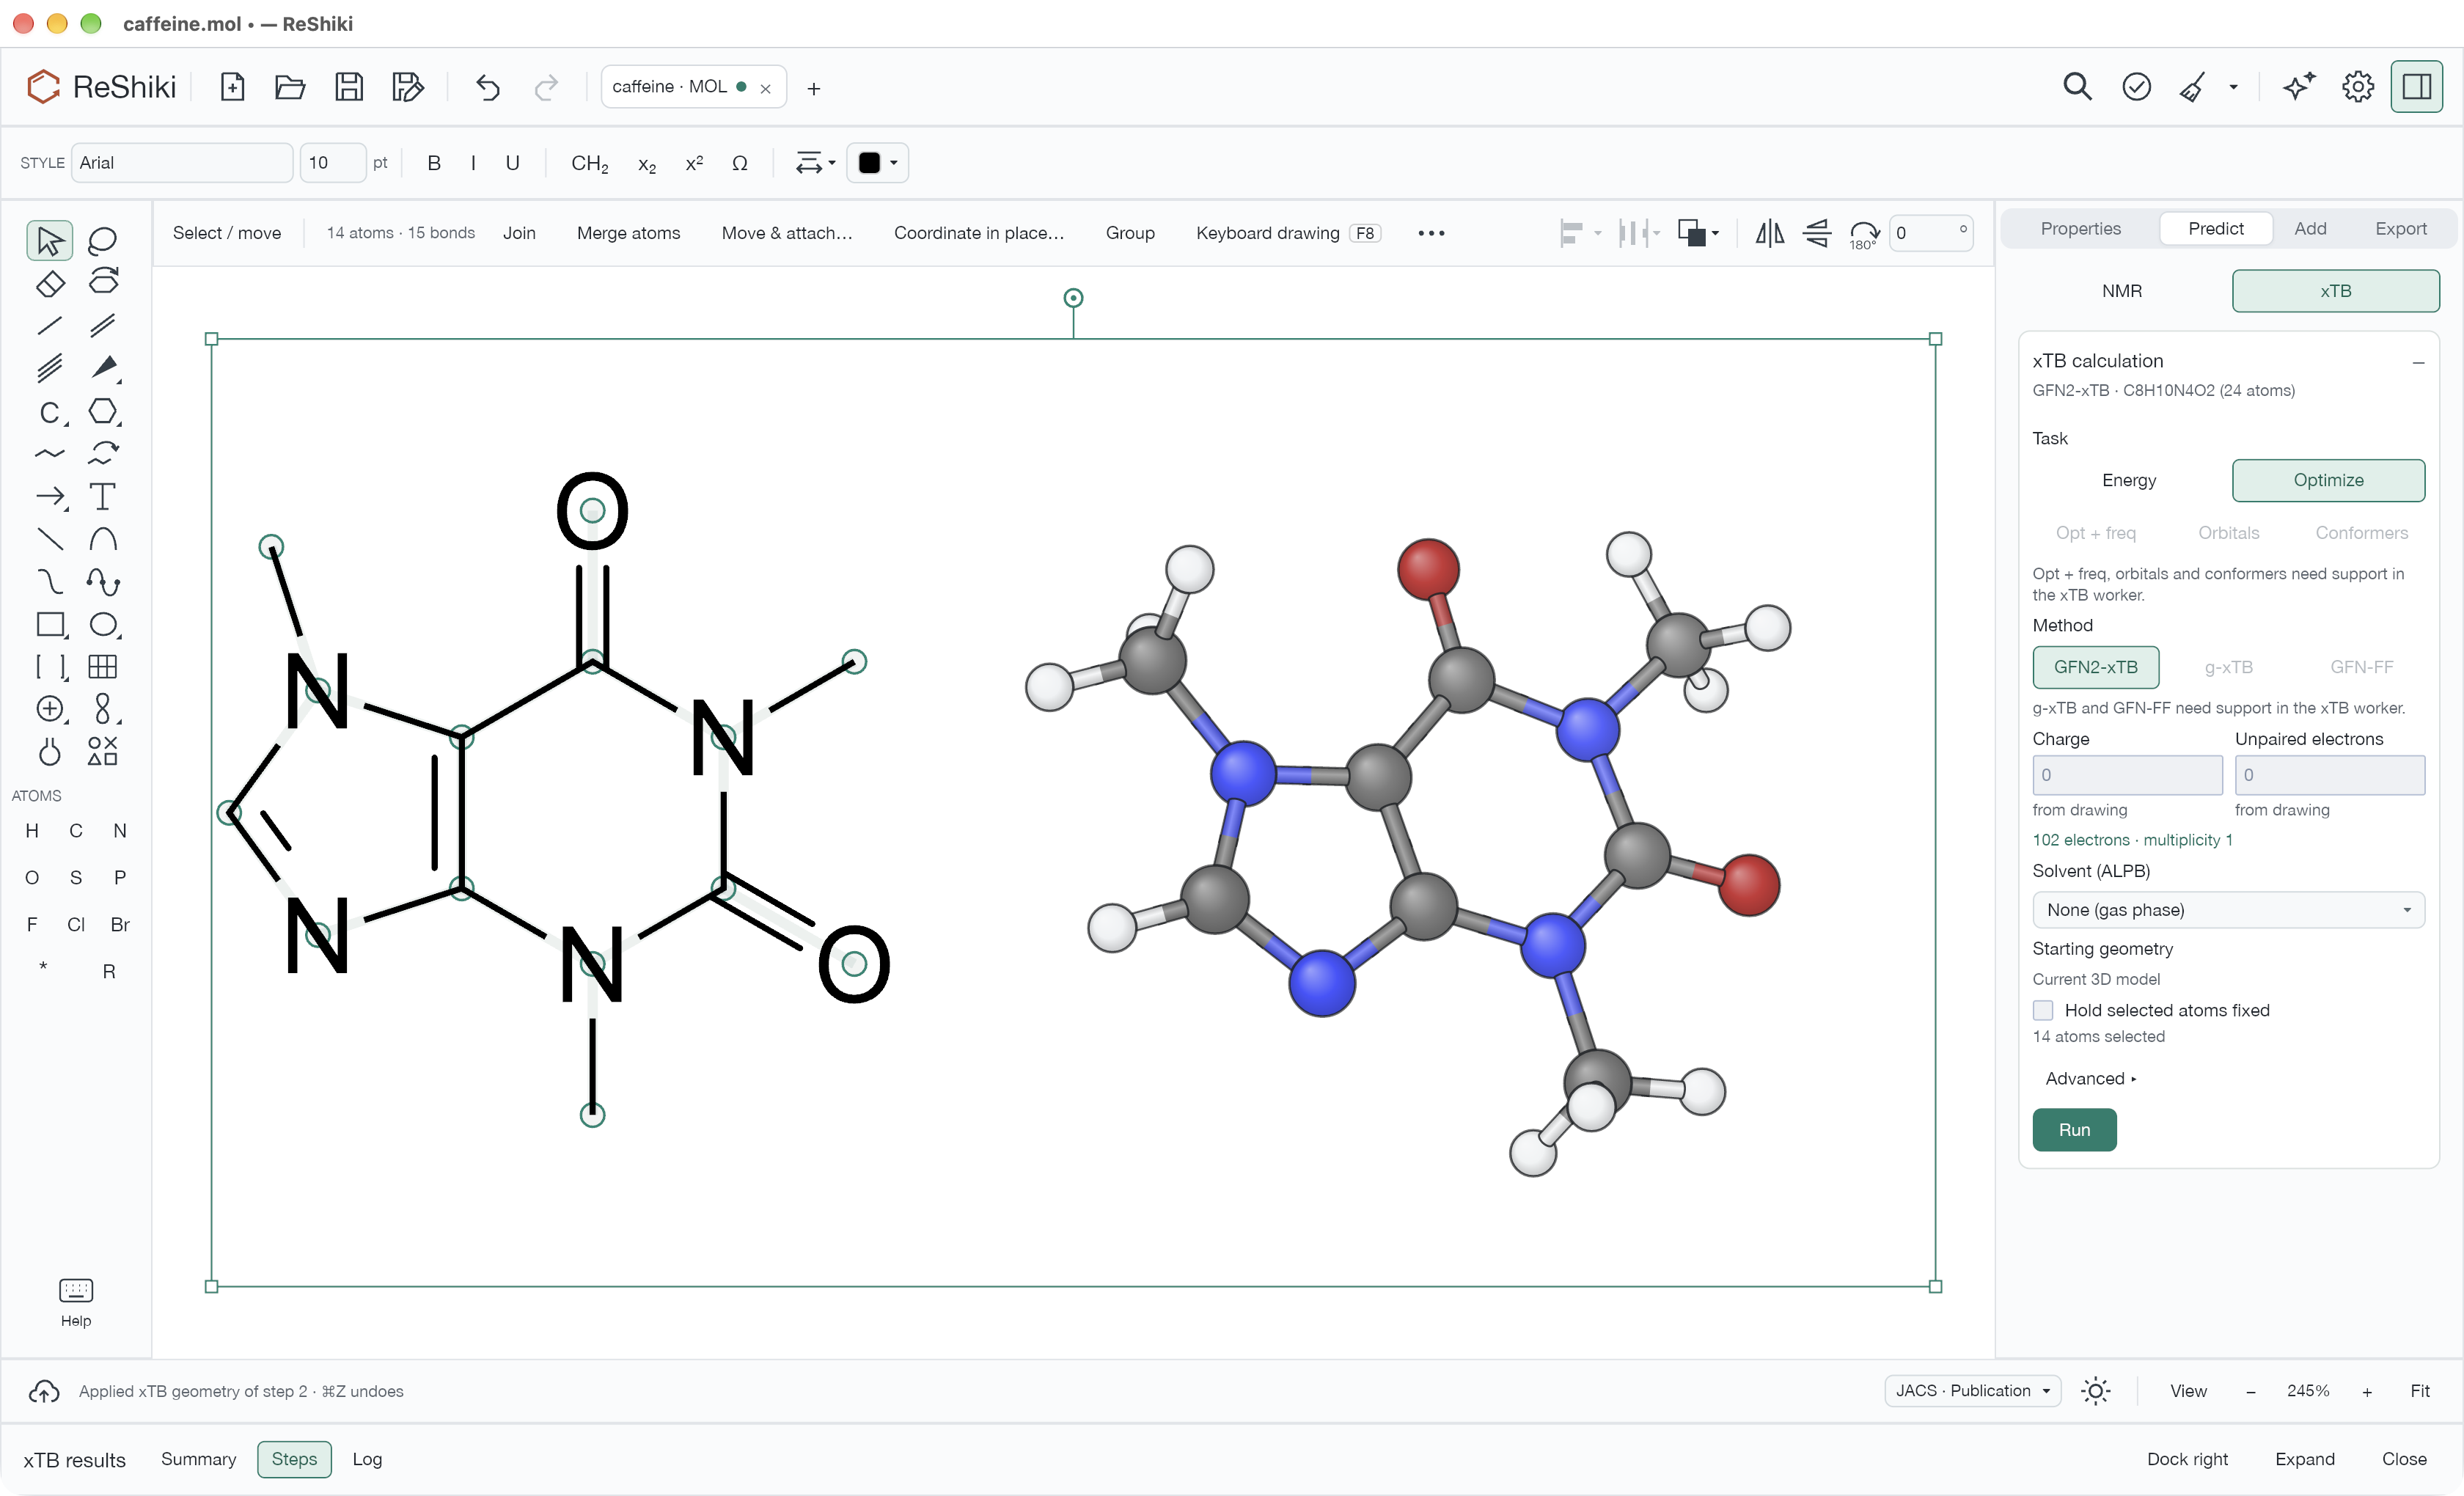 caffeine.mol • — ReShiki
ReShiki
caffeine · MOL
STYLE Arial 10 pt B I U CH₂ x₂ x² Ω
Select / move 14 atoms · 15 bonds Join Merge atoms Move & attach... Coordinate in place... Group Keyboard drawing F8 180° 0 °
Properties Predict Add Export
NMR xTB
xTB calculation
GFN2-xTB · C8H10N4O2 (24 atoms)
Task
Energy Optimize
Opt + freq Orbitals Conformers
Opt + freq, orbitals and conformers need support in
the xTB worker.
Method
GFN2-xTB g-xTB GFN-FF
g-xTB and GFN-FF need support in the xTB worker.
Charge Unpaired electrons
0 0
from drawing from drawing
102 electrons · multiplicity 1
Solvent (ALPB)
None (gas phase)
Starting geometry
Current 3D model
Hold selected atoms fixed
14 atoms selected
Advanced
Run
C
T
ATOMS
H C N
O S P
F Cl Br
* R
Help
O
N
N
N
N
O
Applied xTB geometry of step 2 · ⌘Z undoes
JACS · Publication View − 245% + Fit
xTB results Summary Steps Log Dock right Expand Close